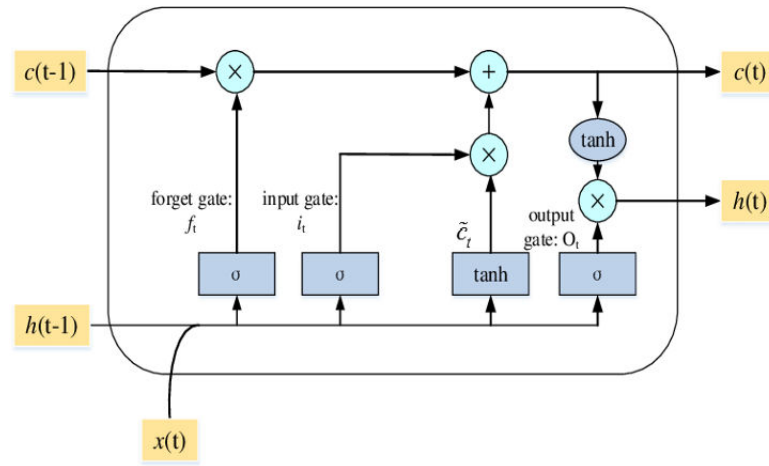 c(t-1)
×
+
c(t)
tanh
×
forget gate:
fₜ
input gate:
iₜ
c̃ₜ
output
gate: Oₜ
×
h(t)
σ
σ
tanh
σ
h(t-1)
x(t)